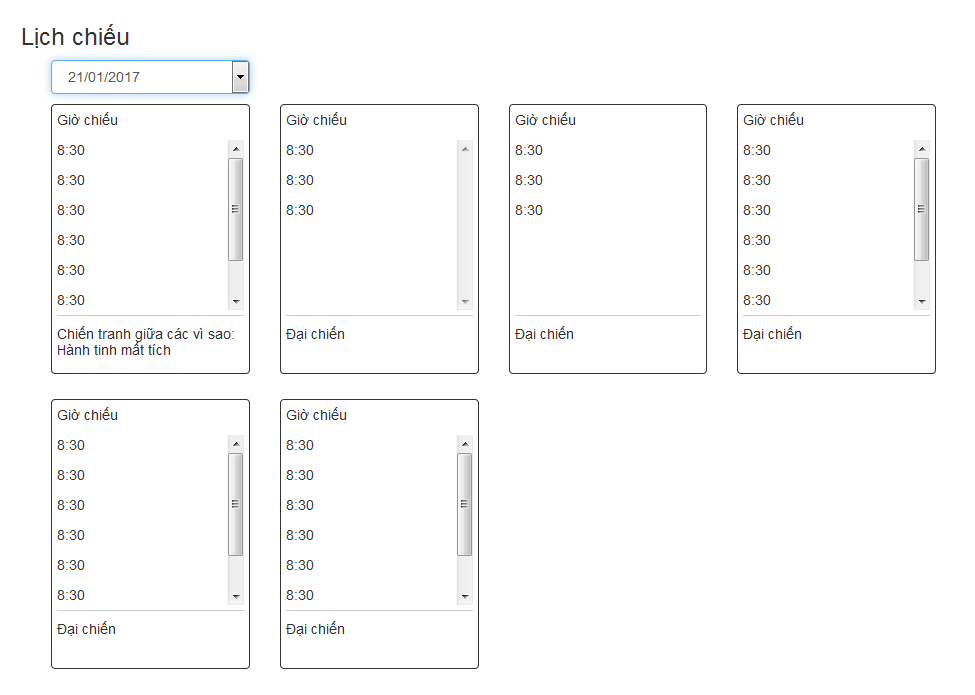 Lịch chiếu
21/01/2017
Giờ chiếu
8:30
8:30
8:30
8:30
8:30
8:30
Chiến tranh giữa các vì sao:
Hành tinh mất tích
Giờ chiếu
8:30
8:30
8:30
Đại chiến
Giờ chiếu
8:30
8:30
8:30
Đại chiến
Giờ chiếu
8:30
8:30
8:30
8:30
8:30
8:30
Đại chiến
Giờ chiếu
8:30
8:30
8:30
8:30
8:30
8:30
Đại chiến
Giờ chiếu
8:30
8:30
8:30
8:30
8:30
8:30
Đại chiến